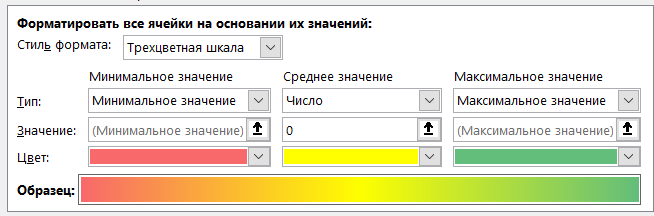 Форматировать все ячейки на основании их значений:
Стиль формата: Трехцветная шкала
Минимальное значение Среднее значение Максимальное значение
Тип: Минимальное значение Число Максимальное значение
Значение: (Минимальное значение) 0 (Максимальное значение)
Цвет:
Образец: